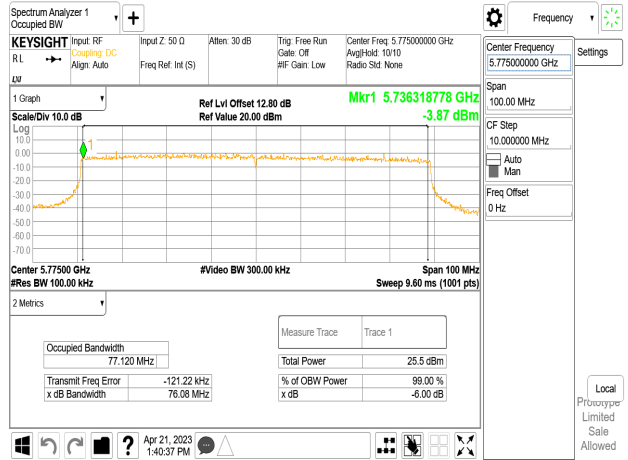 Spectrum Analyzer 1
Occupied BW
Frequency
KEYSIGHT
RL
Input: RF
Coupling: DC
Align: Auto
Input Z: 50 Ω
Freq Ref: Int (S)
Atten: 30 dB
Trig: Free Run
Gate: Off
#IF Gain: Low
Center Freq: 5.775000000 GHz
Avg|Hold: 10/10
Radio Std: None
Center Frequency
5.775000000 GHz
Settings
Span
100.00 MHz
CF Step
10.000000 MHz
Auto
Man
Freq Offset
0 Hz
1 Graph
Scale/Div 10.0 dB
Ref Lvl Offset 12.80 dB
Ref Value 20.00 dBm
Mkr1 5.736318778 GHz
-3.87 dBm
Log
10.0
0.00
-10.0
-20.0
-30.0
-40.0
-50.0
-60.0
-70.0
1
Center 5.77500 GHz
#Res BW 100.00 kHz
#Video BW 300.00 kHz
Span 100 MHz
Sweep 9.60 ms (1001 pts)
2 Metrics
Measure Trace Trace 1
Occupied Bandwidth
77.120 MHz
Total Power 25.5 dBm
Transmit Freq Error -121.22 kHz
x dB Bandwidth 76.08 MHz
% of OBW Power 99.00 %
x dB -6.00 dB
Local
Prototype
Limited
Sale
Allowed
?
Apr 21, 2023
1:40:37 PM